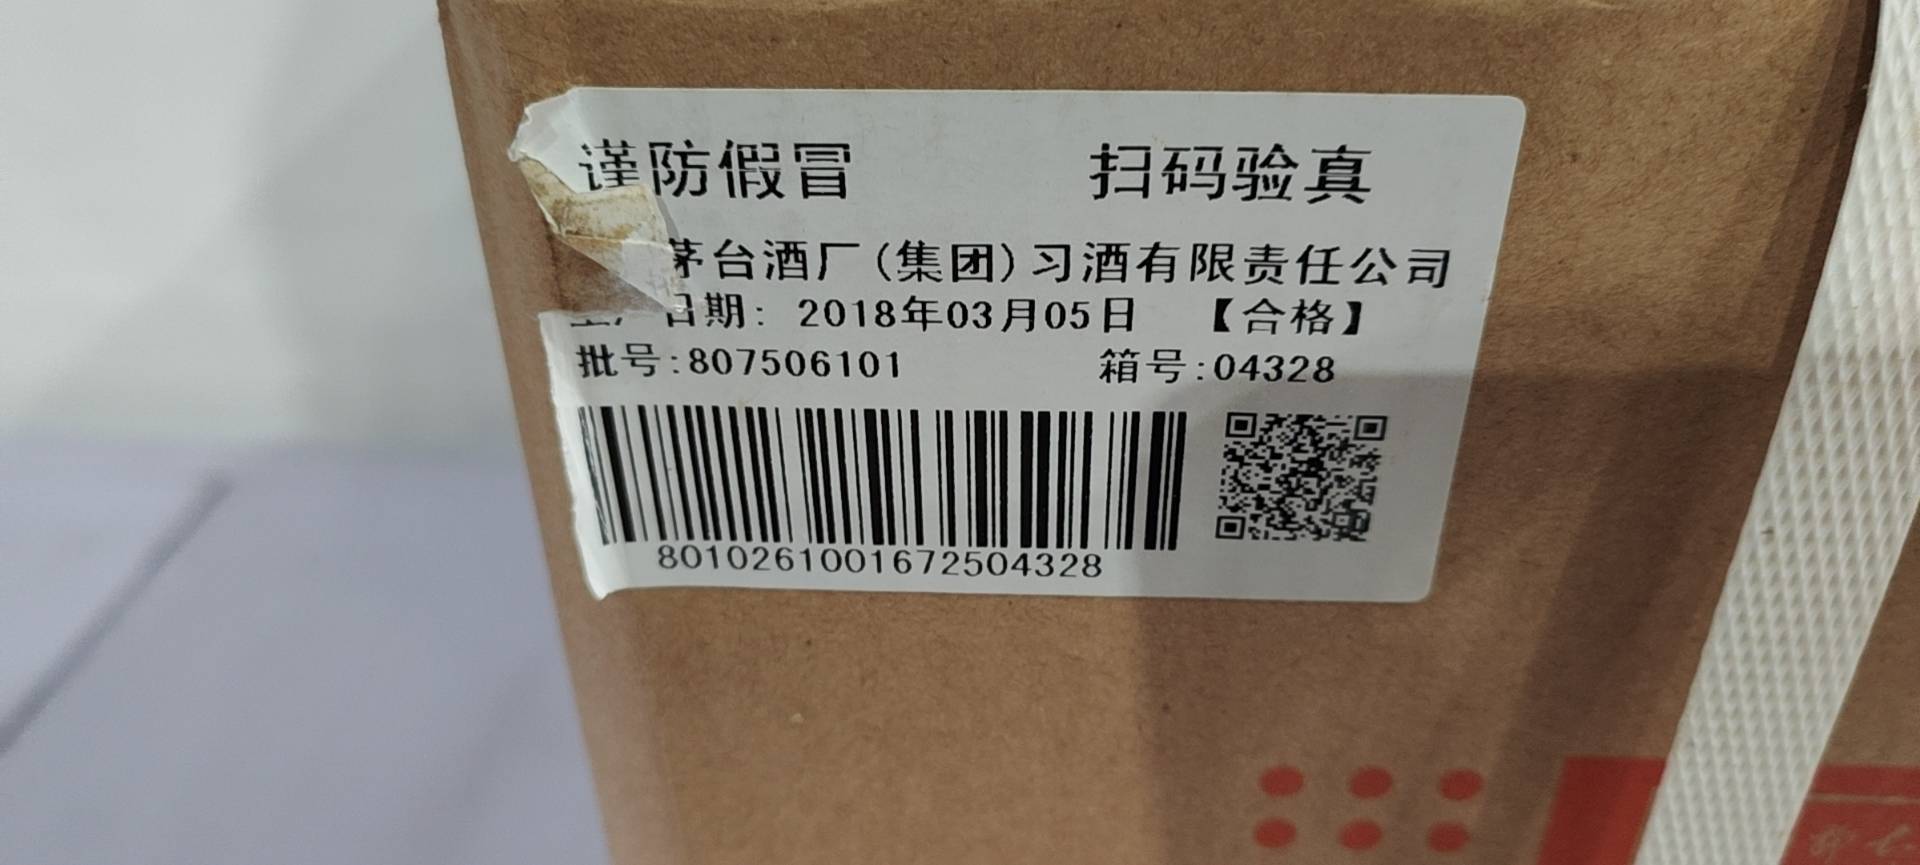 谨防假冒 扫码验真
茅台酒厂(集团)习酒有限责任公司
生产日期: 2018年03月05日 【合格】
批号:807506101 箱号:04328
8010261001672504328